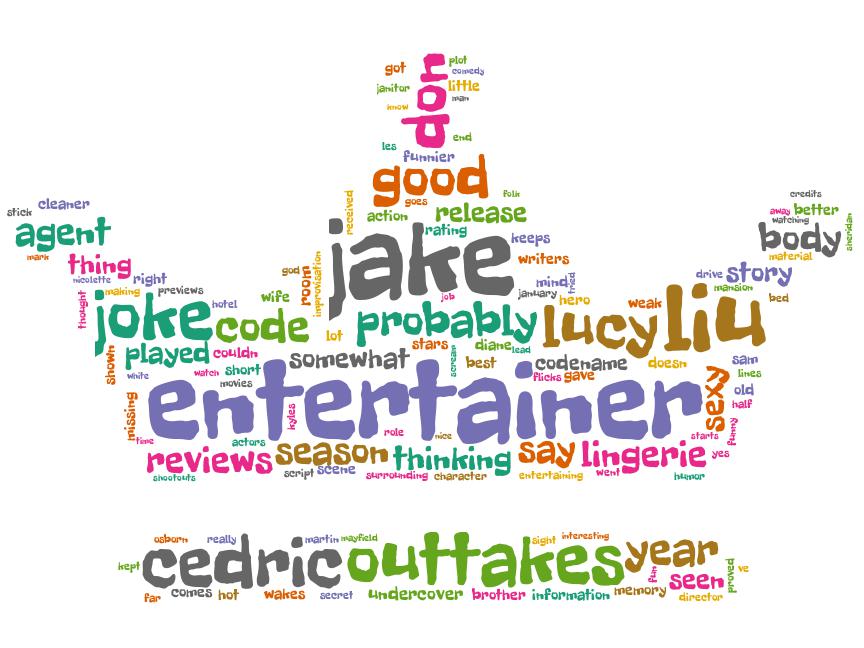 don
got
plot
comedy
janitor
little
know
man
les
end
funnier
good
goes
folk
received
action
release
rating
jake
keeps
writers
stick
cleaner
agent
mark
thing
nicolette
right
making
previews
thought
joke
hotel
wife
god
room
improvisation
code
lot
job
probably
mind
tried
january
hero
weak
lucy
liu
drive
story
mansion
bed
credits
away
better
watching
body
sheridan
material
shown
played
couldn
white
watch
short
movies
somewhat
stars
scream
diane
lead
best
codename
flicks
gave
doesn
sam
lines
sexy
old
half
missing
time
entertainer
kyles
role
nice
actors
starts
funny
reviews
season
thinking
say
lingerie
yes
shootouts
script
scene
surrounding
character
entertaining
went
humor
osborn
really
martin
mayfield
sight
interesting
kept
cedric
outtakes
year
fun
seen
proved
ve
far
comes
hot
wakes
secret
undercover
brother
information
memory
director